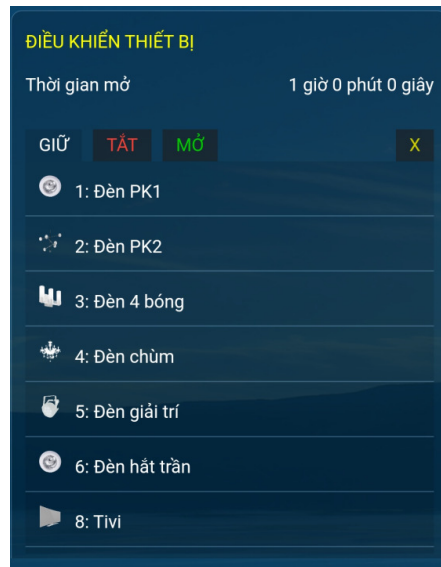 ĐIỀU KHIỂN THIẾT BỊ
Thời gian mở 1 giờ 0 phút 0 giây
GIỮ TẮT MỞ X
1: Đèn PK1
2: Đèn PK2
3: Đèn 4 bóng
4: Đèn chùm
5: Đèn giải trí
6: Đèn hắt trần
8: Tivi